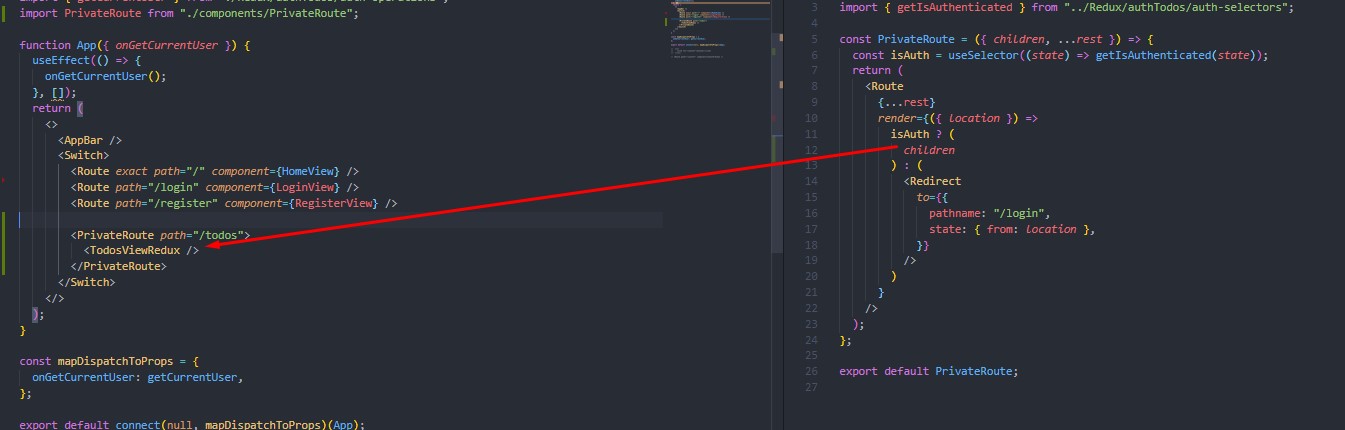 import PrivateRoute from "./components/PrivateRoute";
function App({ onGetCurrentUser }) {
useEffect(() => {
onGetCurrentUser();
}, []);
return (
<>
<AppBar />
<Switch>
<Route exact path="/" component={HomeView} />
<Route path="/login" component={LoginView} />
<Route path="/register" component={RegisterView} />
<PrivateRoute path="/todos">
<TodosViewRedux />
</PrivateRoute>
</Switch>
</>
);
}
const mapDispatchToProps = {
onGetCurrentUser: getCurrentUser,
};
export default connect(null, mapDispatchToProps)(App);
3 import { getIsAuthenticated } from "../Redux/authTodos/auth-selectors";
4
5 const PrivateRoute = ({ children, ...rest }) => {
6 const isAuth = useSelector((state) => getIsAuthenticated(state));
7 return (
8 <Route
9 {...rest}
10 render={({ location }) =>
11 isAuth ? (
12 children
13 ) : (
14 <Redirect
15 to={{
16 pathname: "/login",
17 state: { from: location },
18 }}
19 />
20 )
21 }
22 />
23 );
24 };
25
26 export default PrivateRoute;
27